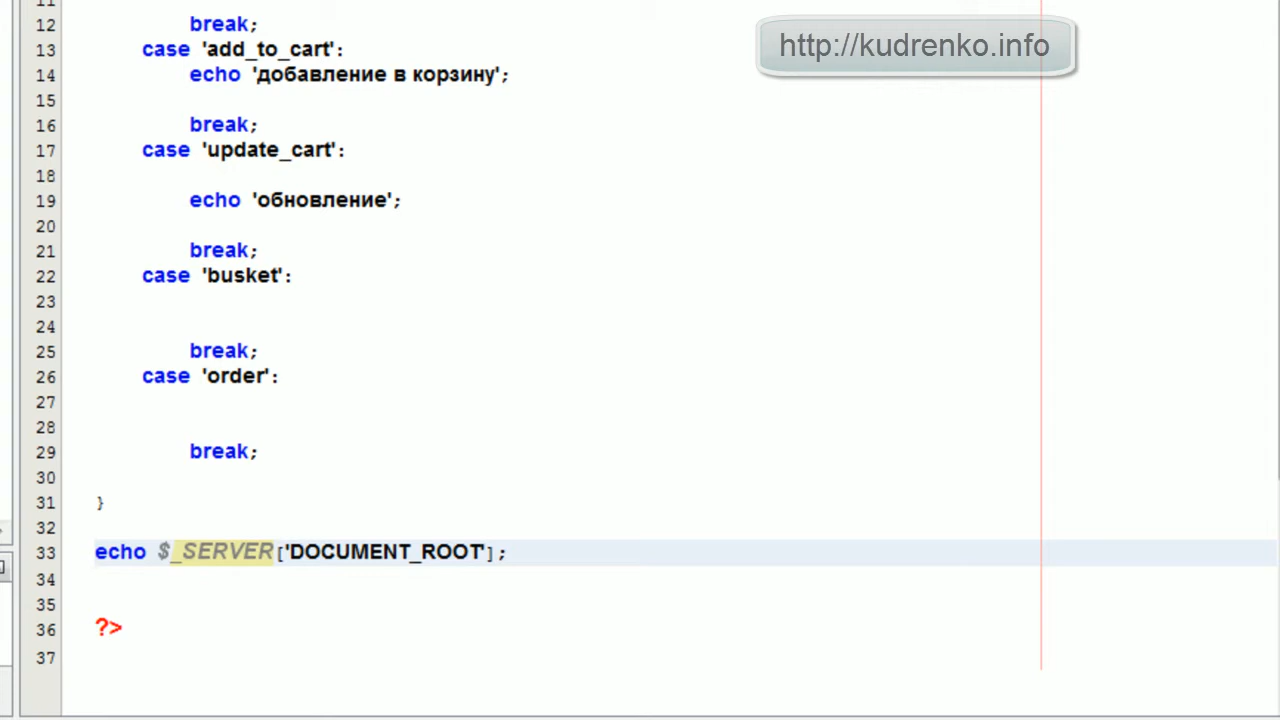 11
http://kudrenko.info
12 break;
13 case 'add_to_cart':
14 echo 'добавление в корзину';
15
16 break;
17 case 'update_cart':
18
19 echo 'обновление';
20
21 break;
22 case 'busket':
23
24
25 break;
26 case 'order':
27
28
29 break;
30
31 }
32
33 echo $_SERVER['DOCUMENT_ROOT'];
34
35
36 ?>
37